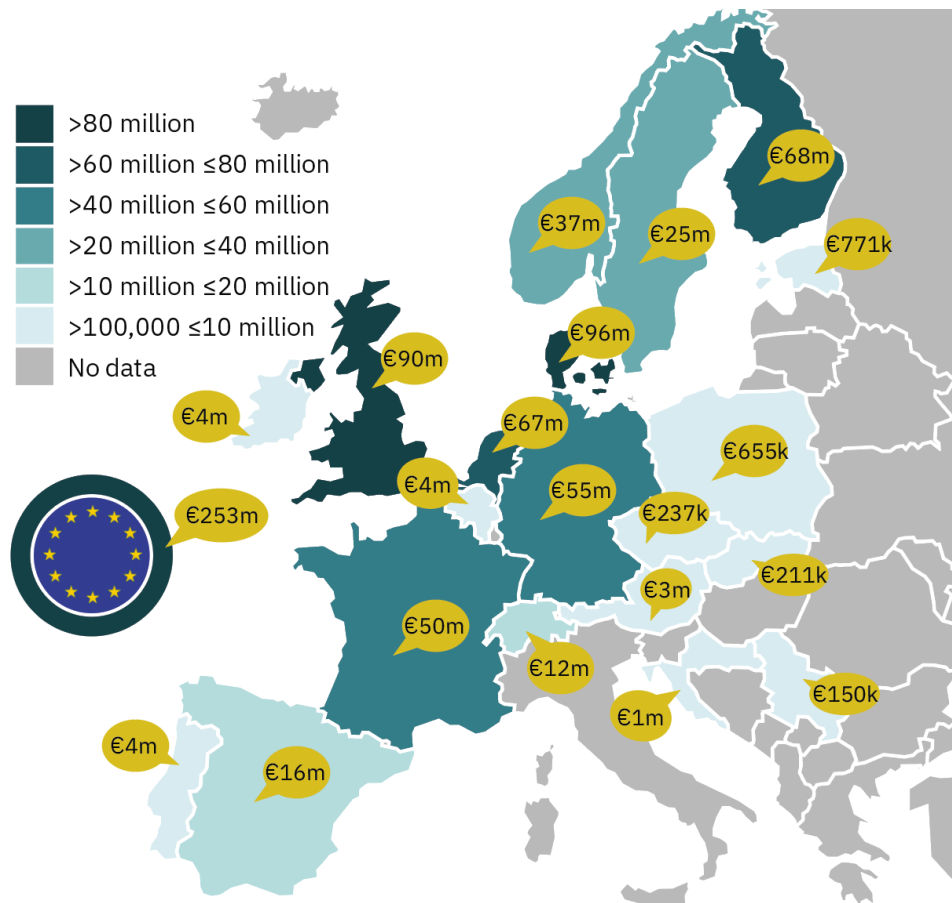 >80 million
>60 million ≤80 million
>40 million ≤60 million
>20 million ≤40 million
>10 million ≤20 million
>100,000 ≤10 million
No data
€68m
€37m
€25m
€771k
€96m
€90m
€4m
€67m
€655k
€4m
€55m
€253m
€237k
€211k
€3m
€50m
€12m
€150k
€1m
€4m
€16m